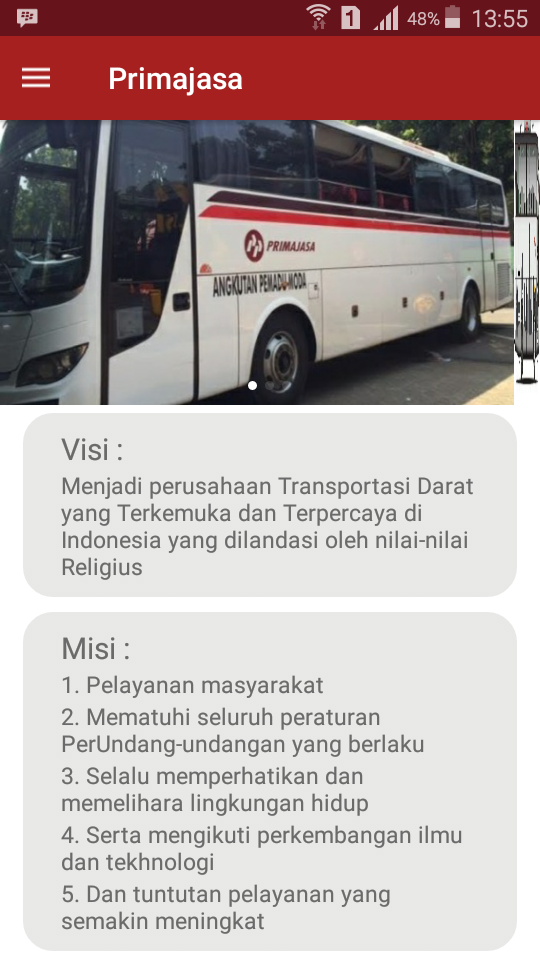 1
48%
13:55
Primajasa
PRIMAJASA
ANGKUTAN PEMADU MODA
Visi :
Menjadi perusahaan Transportasi Darat
yang Terkemuka dan Terpercaya di
Indonesia yang dilandasi oleh nilai-nilai
Religius
Misi :
1. Pelayanan masyarakat
2. Mematuhi seluruh peraturan
PerUndang-undangan yang berlaku
3. Selalu memperhatikan dan
memelihara lingkungan hidup
4. Serta mengikuti perkembangan ilmu
dan tekhnologi
5. Dan tuntutan pelayanan yang
semakin meningkat